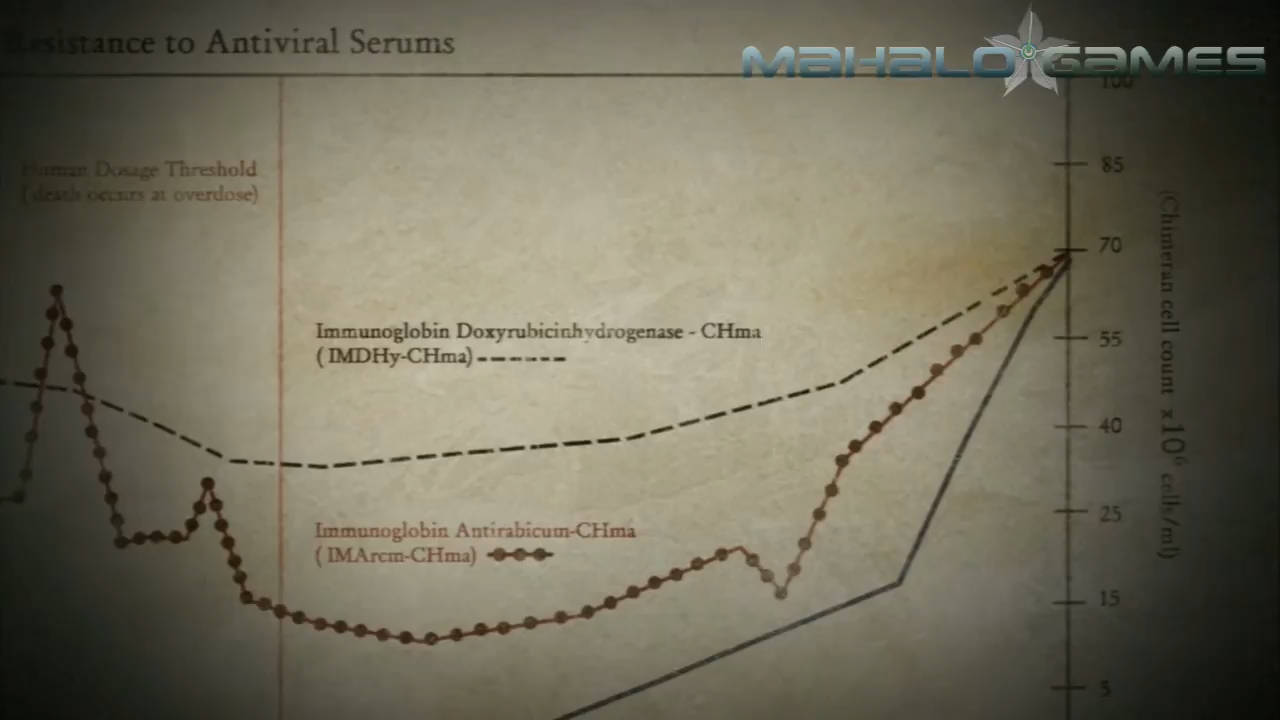 Resistance to Antiviral Serums
MAHALO GAMES
Human Dosage Threshold
(death occurs at overdose)
Immunoglobin Doxyrubicinhydrogenase - CHma
(IMDHy-CHma)
Immunoglobin Antirabicum-CHma
(IMArcm-CHma)
100
85
70
55
40
25
15
5
(Chimeran cell count x10⁶ cells/ml)